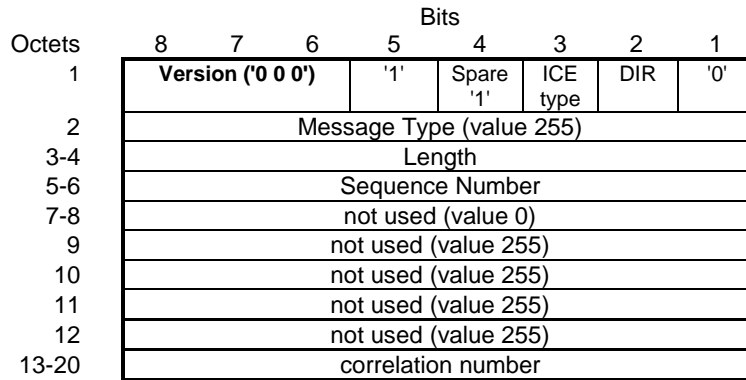 Bits
Octets 8 7 6 5 4 3 2 1
1 Version ('0 0 0') '1' Spare '1' ICE type DIR '0'
2 Message Type (value 255)
3-4 Length
5-6 Sequence Number
7-8 not used (value 0)
9 not used (value 255)
10 not used (value 255)
11 not used (value 255)
12 not used (value 255)
13-20 correlation number